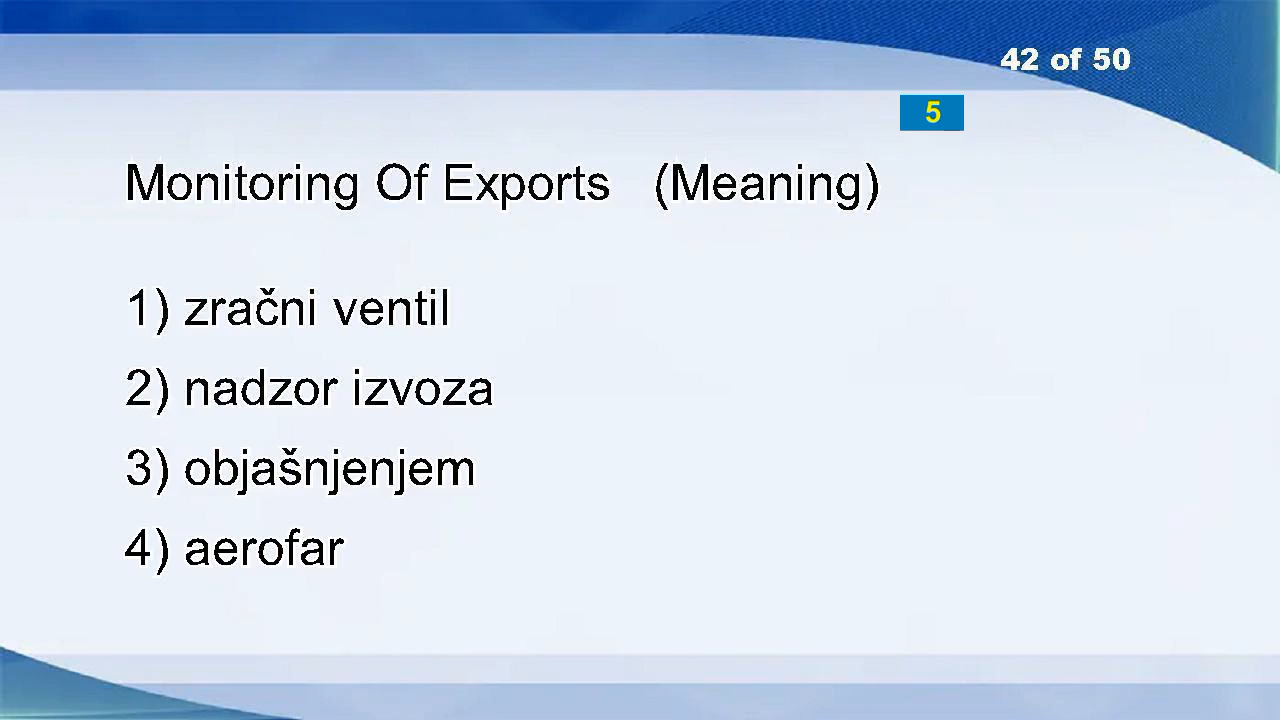 42 of 50
5
Monitoring Of Exports (Meaning)
1) zračni ventil
2) nadzor izvoza
3) objašnjenjem
4) aerofar